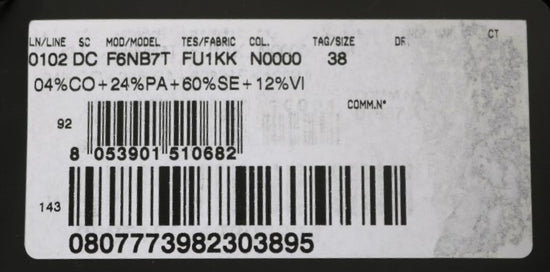 LN/LINE SC MOD/MODEL TES/FABRIC COL. TAG/SIZE DR. CT
0102 DC F6NB7T FU1KK N0000 38
04%CO+24%PA+60%SE+12%VI
COMM.N°
92
8 053901 510682
143
0807773982303895